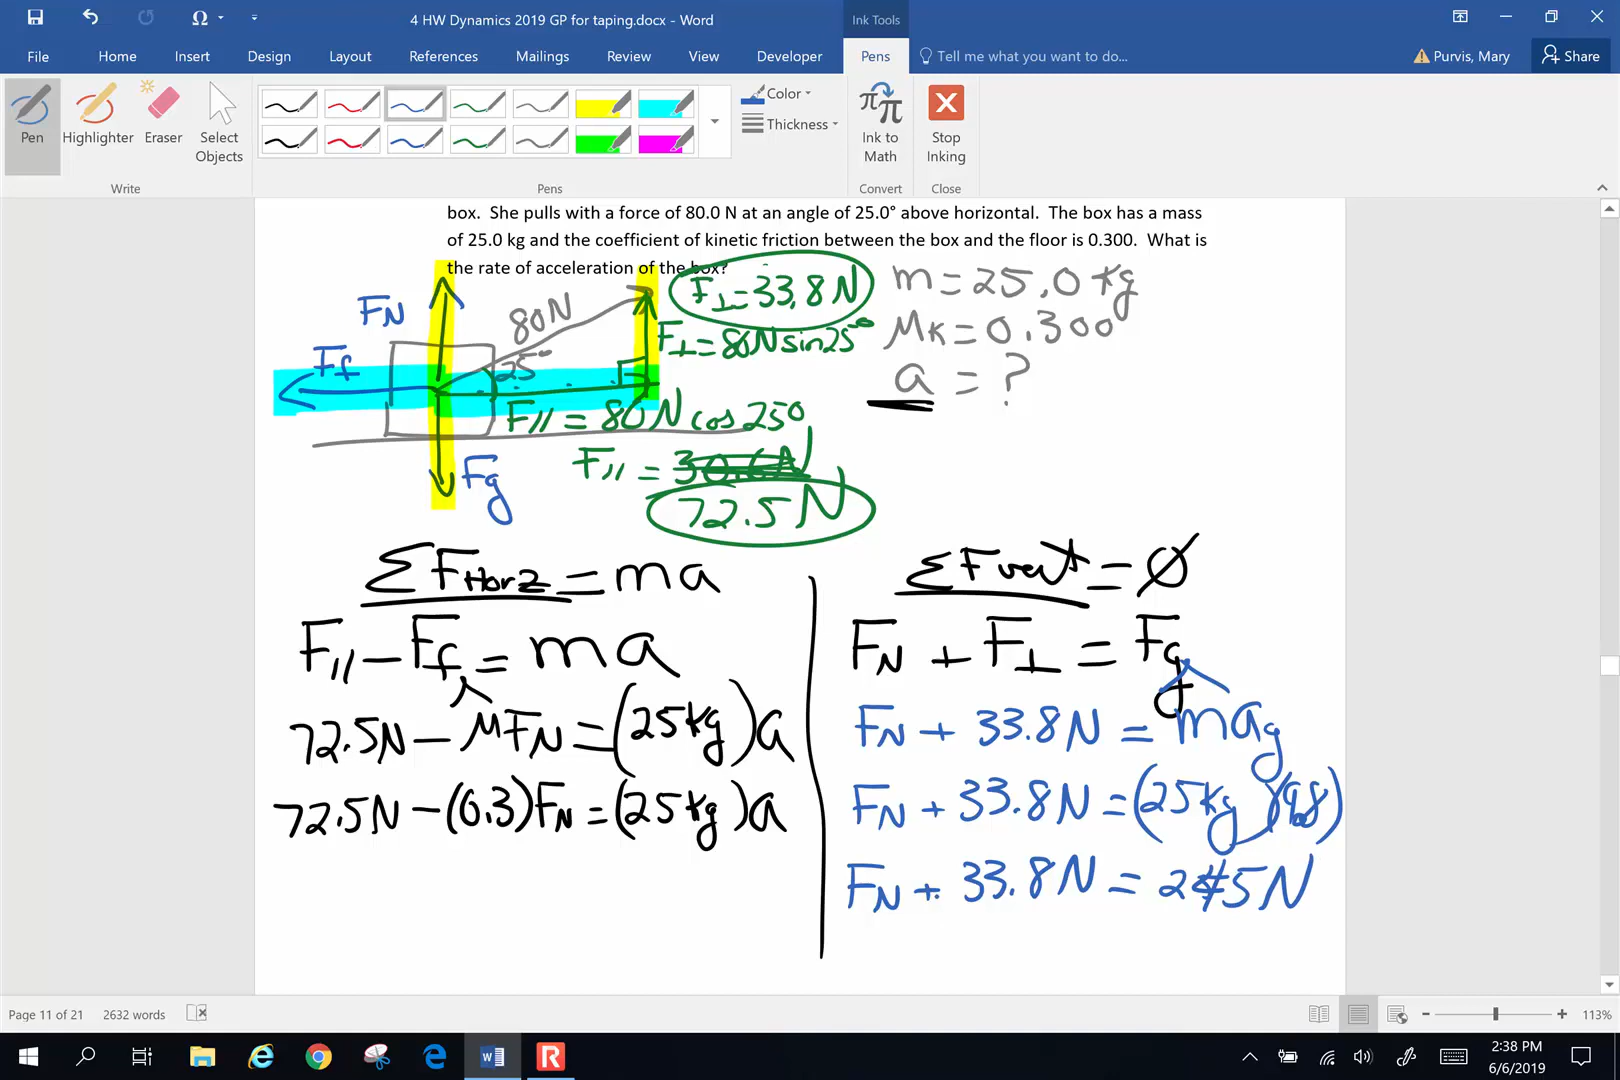 4 HW Dynamics 2019 GP for taping.docx - Word
Ink Tools
File Home Insert Design Layout References Mailings Review View Developer Pens Tell me what you want to do... Purvis, Mary Share
Pen Highlighter Eraser Select Objects
Color
Thickness
Ink to Math
Stop Inking
Write Pens Convert Close
box. She pulls with a force of 80.0 N at an angle of 25.0° above horizontal. The box has a mass
of 25.0 kg and the coefficient of kinetic friction between the box and the floor is 0.300. What is
the rate of acceleration of the box?
F⊥=33.8N
m=25.0kg
FN
80N
F⊥=80Nsin25°
μK=0.300
Ff
25°
a = ?
F// = 80N cos 25°
F// = 30.6N
Fg
72.5N
ΣFHorz = ma
F// - Ff = ma
72.5N - μFN = (25kg)a
72.5N - (0.3)FN = (25kg)a
ΣFvert = Ø
FN + F⊥ = Fg
FN + 33.8N = mag
FN + 33.8N = (25kg)(9.8)
FN + 33.8N = 245N
Page 11 of 21 2632 words
113%
2:38 PM
6/6/2019